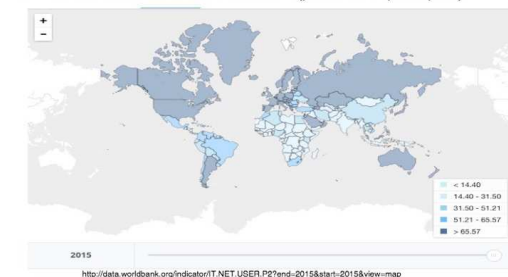 +
−
< 14.40
14.40 - 31.50
31.50 - 51.21
51.21 - 65.57
> 65.57
2015
http://data.worldbank.org/indicator/IT.NET.USER.P2?end=2015&start=2015&view=map